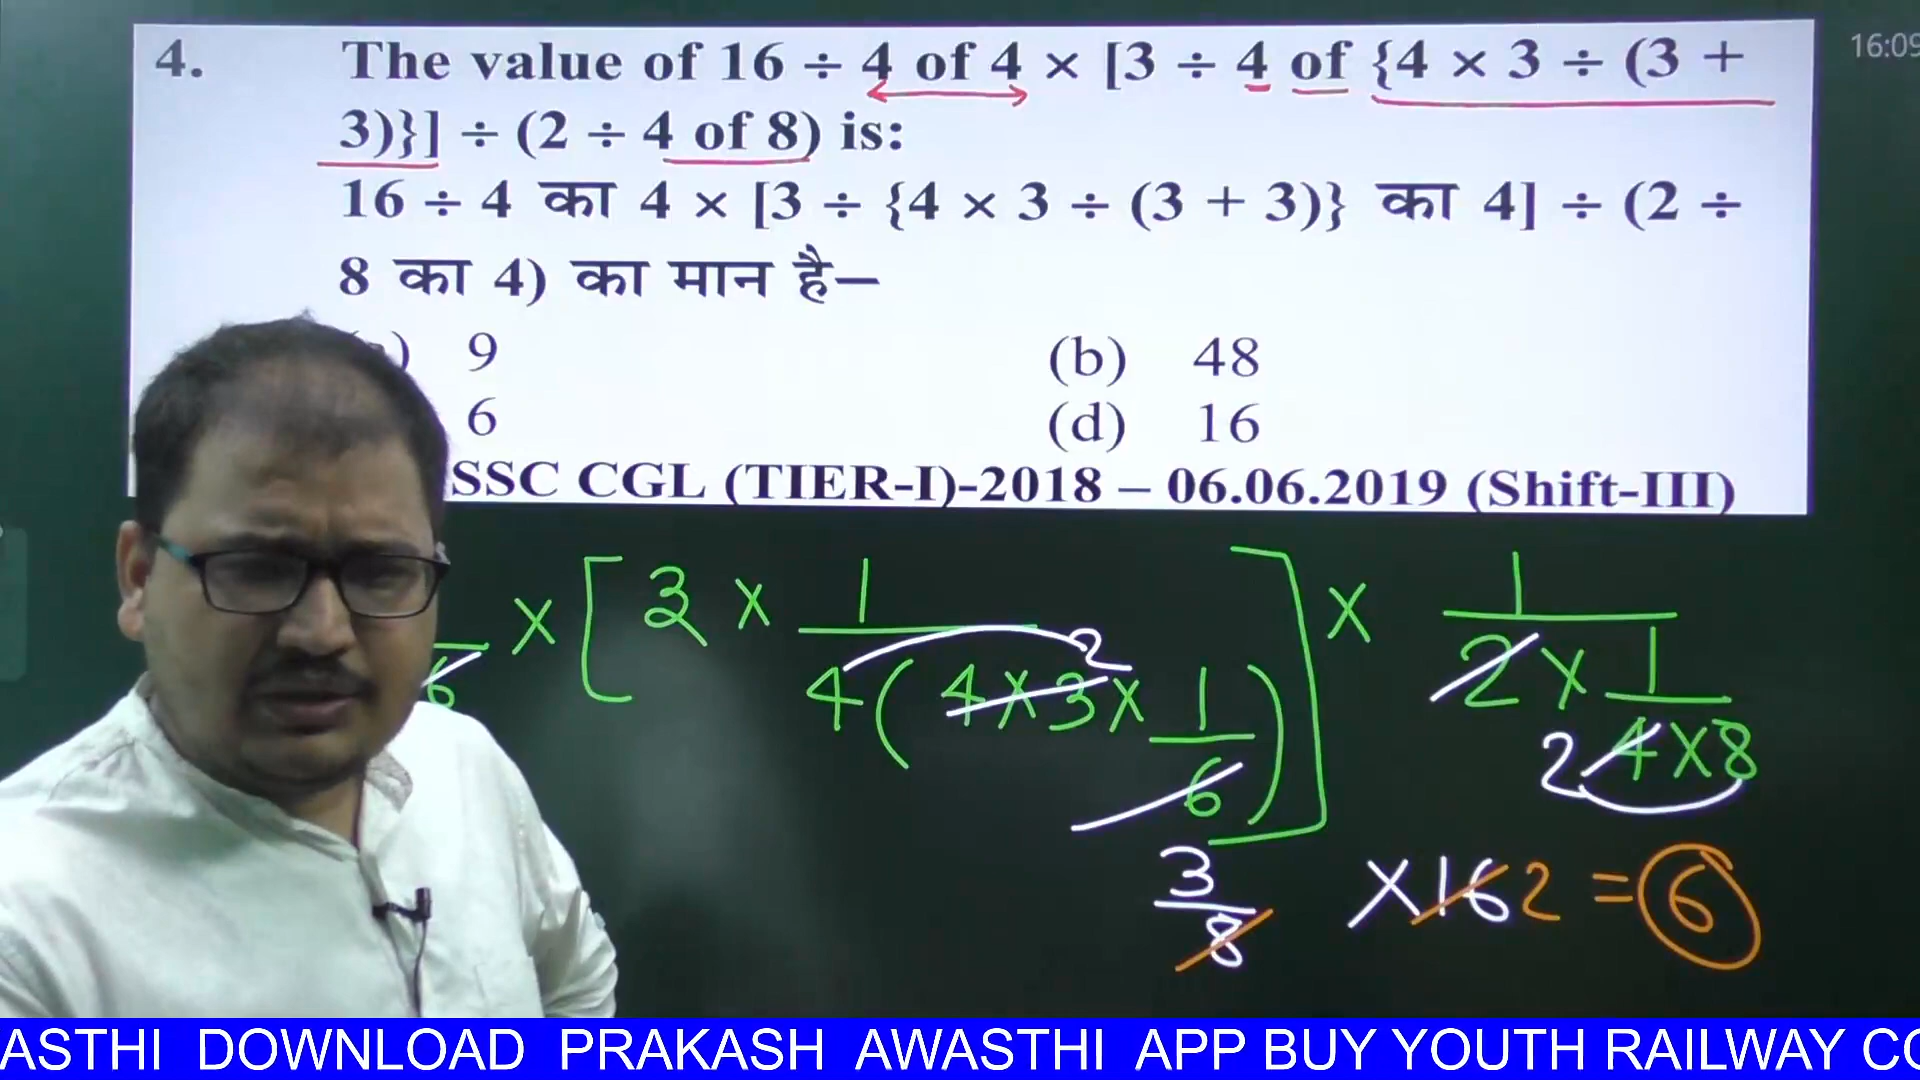 4. The value of 16 ÷ 4 of 4 × [3 ÷ 4 of {4 × 3 ÷ (3 +
3)}] ÷ (2 ÷ 4 of 8) is:
16 ÷ 4 का 4 × [3 ÷ {4 × 3 ÷ (3 + 3)} का 4] ÷ (2 ÷
8 का 4) का मान है–
9 (b) 48
6 (d) 16
SSC CGL (TIER-I)-2018 – 06.06.2019 (Shift-III)
16:09
× [ 3 × 1 ] × 1
6 4 ( 4 × 3 × 1 ) 2 × 1
2 6 2 4 × 8
3 × 16 2 = 6
8
ASTHI DOWNLOAD PRAKASH AWASTHI APP BUY YOUTH RAILWAY CO